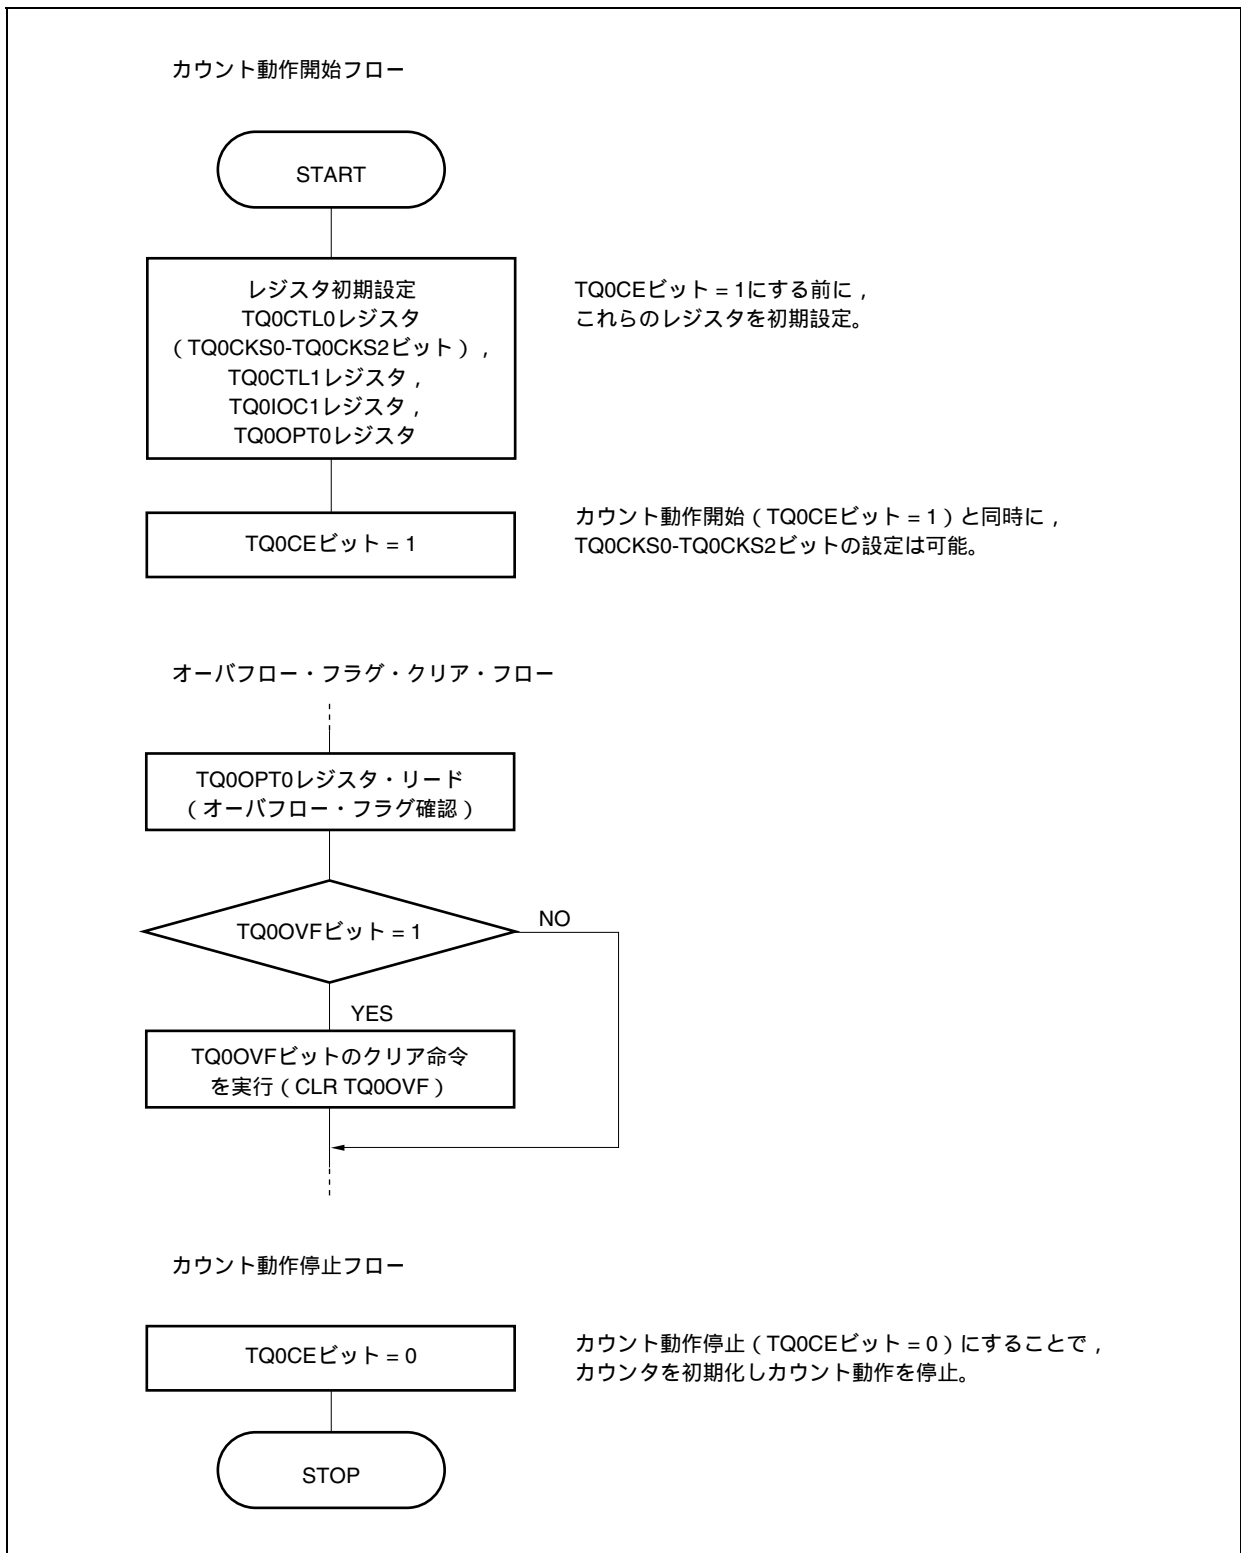 カウント動作開始フロー
START
レジスタ初期設定
TQ0CTL0レジスタ
（TQ0CKS0-TQ0CKS2ビット），
TQ0CTL1レジスタ，
TQ0IOC1レジスタ，
TQ0OPT0レジスタ
TQ0CEビット = 1にする前に，
これらのレジスタを初期設定。
TQ0CEビット = 1
カウント動作開始（TQ0CEビット = 1）と同時に，
TQ0CKS0-TQ0CKS2ビットの設定は可能。
オーバフロー・フラグ・クリア・フロー
TQ0OPT0レジスタ・リード
（オーバフロー・フラグ確認）
TQ0OVFビット = 1
NO
YES
TQ0OVFビットのクリア命令
を実行（CLR TQ0OVF）
カウント動作停止フロー
TQ0CEビット = 0
カウント動作停止（TQ0CEビット = 0）にすることで，
カウンタを初期化しカウント動作を停止。
STOP